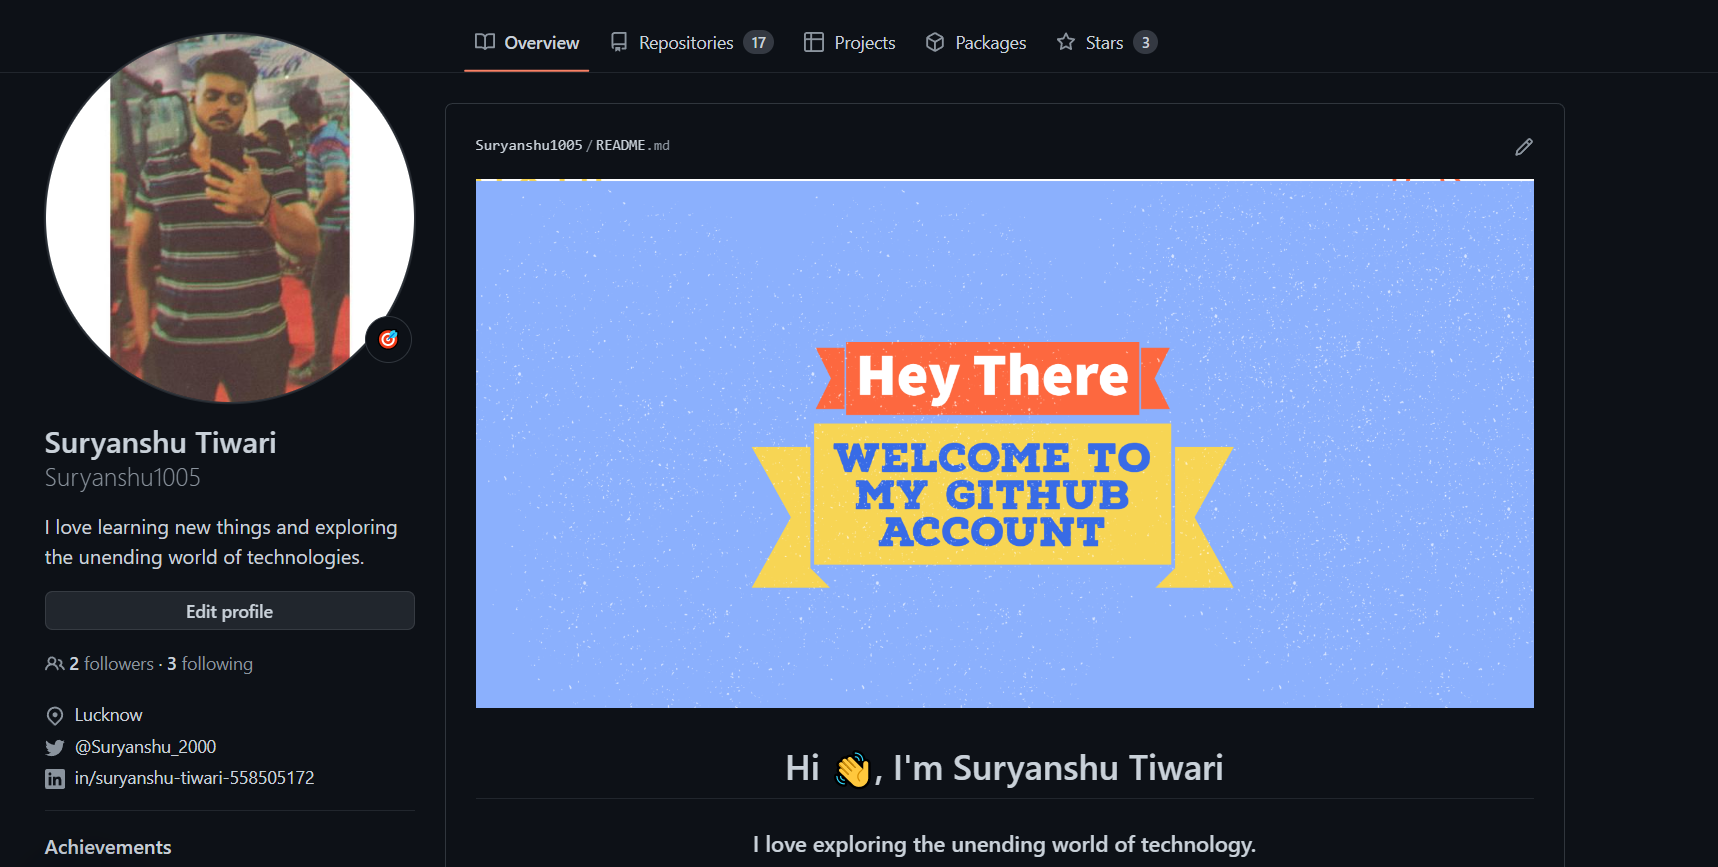 Overview
Repositories 17
Projects
Packages
Stars 3
Suryanshu Tiwari
Suryanshu1005
I love learning new things and exploring
the unending world of technologies.
Edit profile
2 followers · 3 following
Lucknow
@Suryanshu_2000
in/suryanshu-tiwari-558505172
Achievements
Suryanshu1005/README.md
Hey There
WELCOME TO
MY GITHUB
ACCOUNT
Hi 👋, I'm Suryanshu Tiwari
I love exploring the unending world of technology.